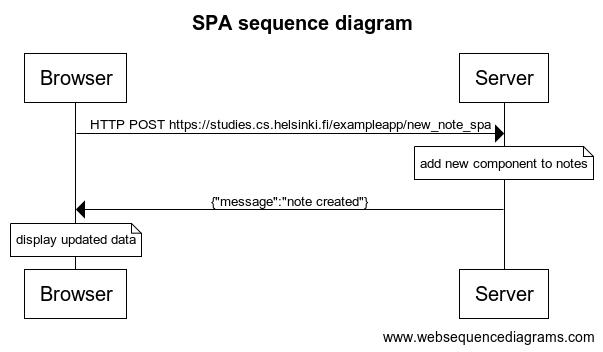 SPA sequence diagram
Browser
Server
HTTP POST https://studies.cs.helsinki.fi/exampleapp/new_note_spa
add new component to notes
{"message":"note created"}
display updated data
Browser
Server
www.websequencediagrams.com